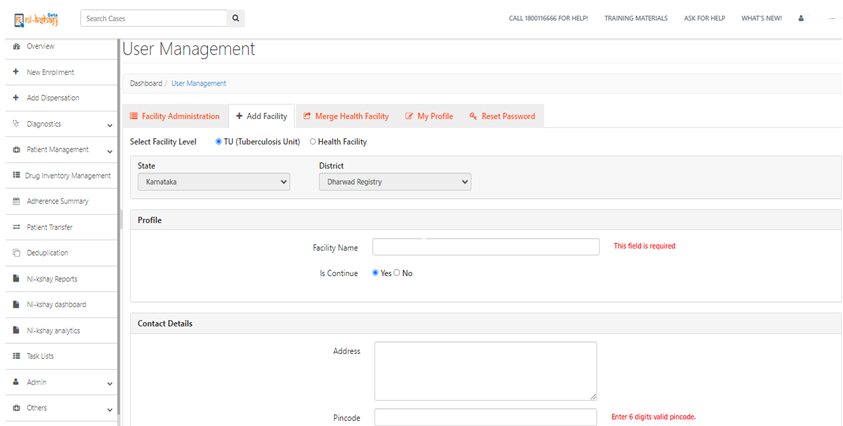 Ni-kshay
Beta
Search Cases
CALL 1800116666 FOR HELP! TRAINING MATERIALS ASK FOR HELP WHAT'S NEW!
Overview
New Enrollment
Add Dispensation
Diagnostics
Patient Management
Drug Inventory Management
Adherence Summary
Patient Transfer
Deduplication
Ni-kshay Reports
Ni-kshay dashboard
Ni-kshay analytics
Task Lists
Admin
Others
User Management
Dashboard / User Management
Facility Administration Add Facility Merge Health Facility My Profile Reset Password
Select Facility Level TU (Tuberculosis Unit) Health Facility
State District
Karnataka Dharwad Registry
Profile
Facility Name This field is required
Is Continue Yes No
Contact Details
Address
Pincode Enter 6 digits valid pincode.